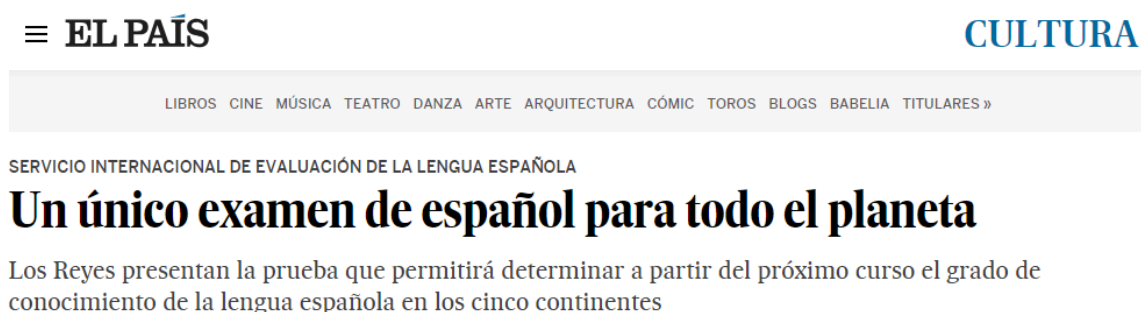 EL PAÍS
CULTURA
LIBROS CINE MÚSICA TEATRO DANZA ARTE ARQUITECTURA CÓMIC TOROS BLOGS BABELIA TITULARES »
SERVICIO INTERNACIONAL DE EVALUACIÓN DE LA LENGUA ESPAÑOLA
Un único examen de español para todo el planeta
Los Reyes presentan la prueba que permitirá determinar a partir del próximo curso el grado de
conocimiento de la lengua española en los cinco continentes